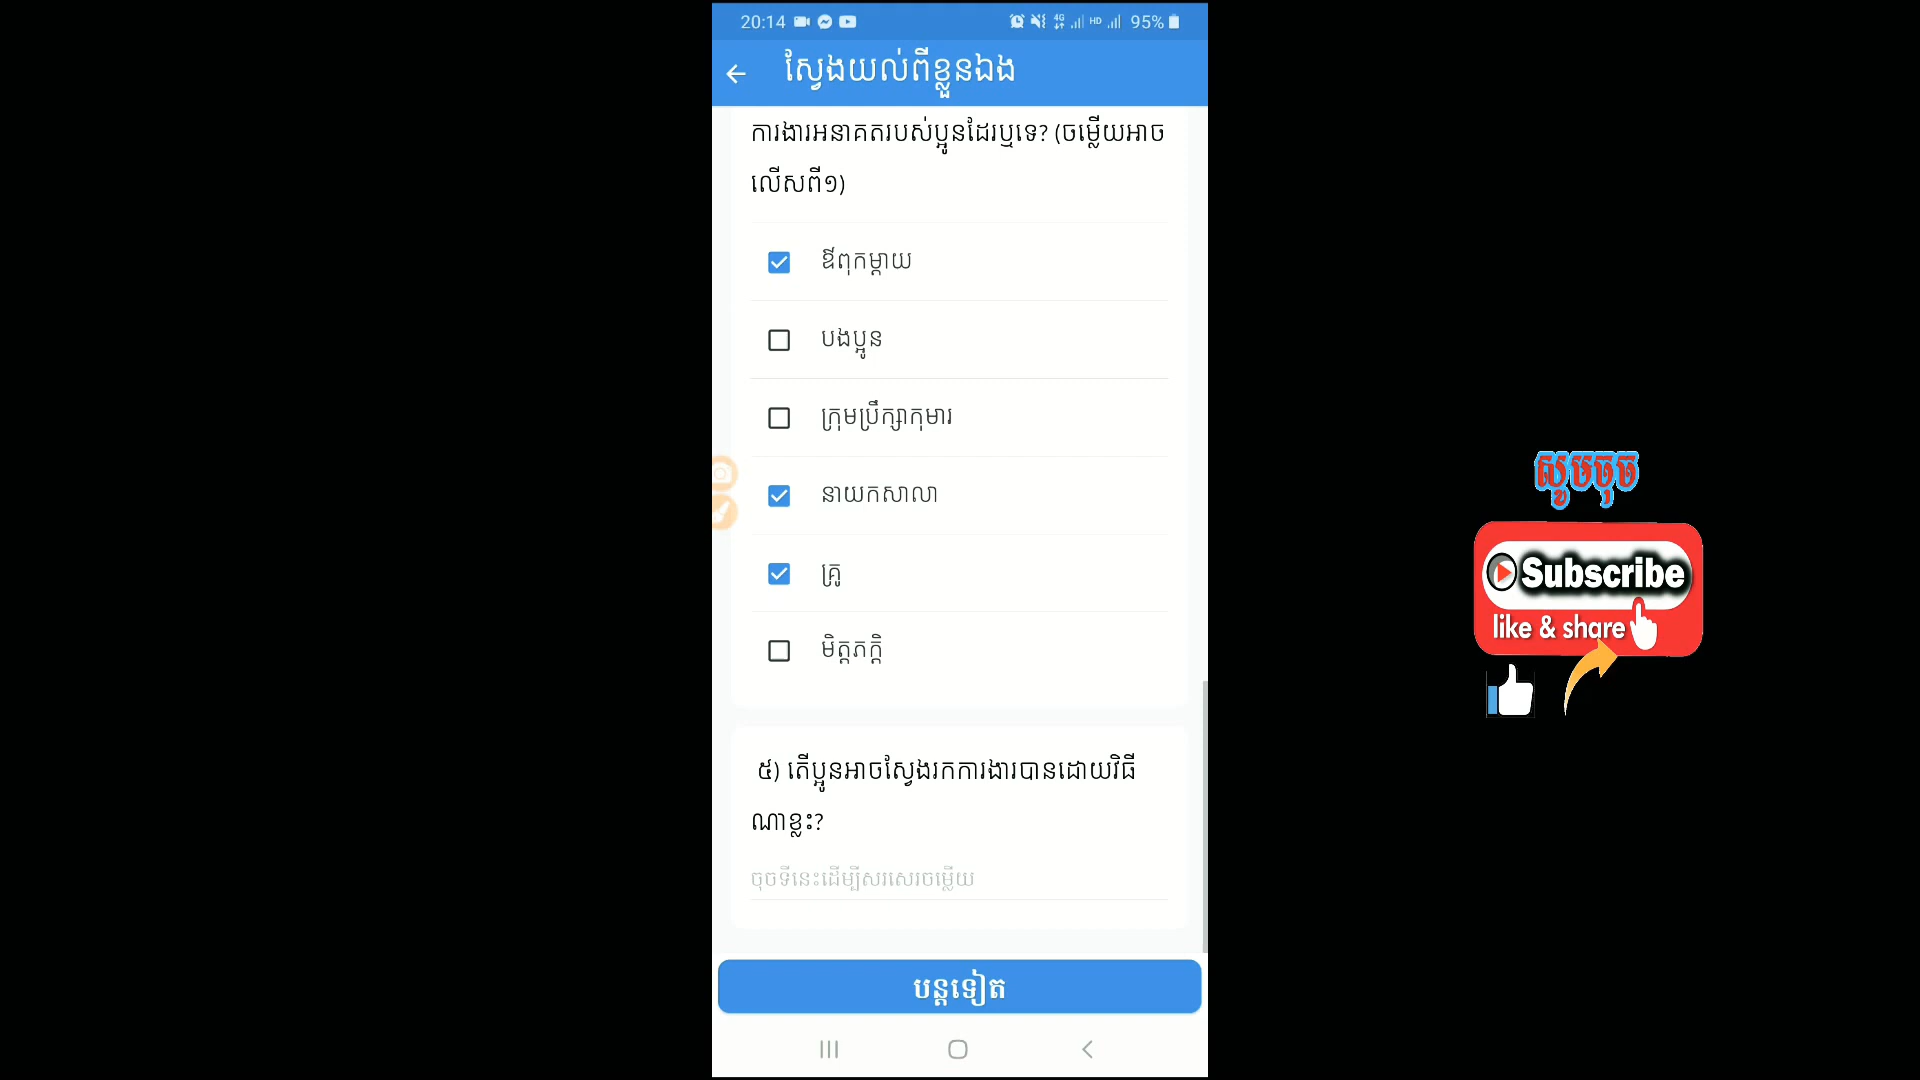 20:14
4G HD 95%
ស្វែងយល់ពីខ្លួនឯង
ការងារអនាគតរបស់ប្អូនដែរឬទេ? (ចម្លើយអាច
លើសពី១)
ឪពុកម្តាយ
បងប្អូន
ក្រុមប្រឹក្សាកុមារ
នាយកសាលា
គ្រូ
មិត្តភក្តិ
៥) តើប្អូនអាចស្វែងរកការងារបានដោយវិធី
ណាខ្លះ?
ចុចទីនេះដើម្បីសរសេរចម្លើយ
បន្តទៀត
សូមចុច
Subscribe
like & share